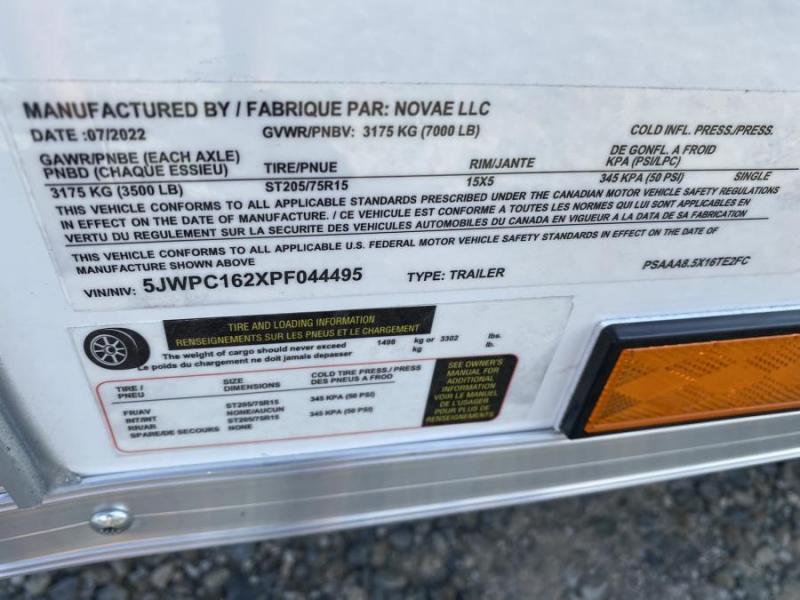 MANUFACTURED BY / FABRIQUE PAR: NOVAE LLC
DATE :07/2022 GVWR/PNBV: 3175 KG (7000 LB)
GAWR/PNBE (EACH AXLE) TIRE/PNUE RIM/JANTE COLD INFL. PRESS./PRESS.
PNBD (CHAQUE ESSIEU) DE GONFL. A FROID
KPA (PSI/LPC)
3175 KG (3500 LB) ST205/75R15 15X5 345 KPA (50 PSI) SINGLE
THIS VEHICLE CONFORMS TO ALL APPLICABLE STANDARDS PRESCRIBED UNDER THE CANADIAN MOTOR VEHICLE SAFETY REGULATIONS
IN EFFECT ON THE DATE OF MANUFACTURE. / CE VEHICULE EST CONFORME A TOUTES LES NORMES QUI LUI SONT APPLICABLES EN
VERTU DU REGULEMENT SUR LA SECURITE DES VEHICULES AUTOMOBILES DU CANADA EN VIGUEUR A LA DATA DE SA FABRICATION
THIS VEHICLE CONFORMS TO ALL APPLICABLE U.S. FEDERAL MOTOR VEHICLE SAFETY STANDARDS IN EFFECT ON THE DATE OF
MANUFACTURE SHOWN ABOVE
VIN/NIV: 5JWPC162XPF044495 TYPE: TRAILER PSAAA8.5X16TE2FC
TIRE AND LOADING INFORMATION
RENSEIGNEMENTS SUR LES PNEUS ET LE CHARGEMENT
The weight of cargo should never exceed 1498 kg or 3302 lbs.
Le poids du chargement ne doit jamais depasser kg lb.
TIRE / SIZE COLD TIRE PRESS / PRESS
PNEU DIMENSIONS DES PNEUS A FROD
FR/AV ST205/75R15 345 KPA (50 PSI)
INT/INT NONE/AUCUN
RR/AR ST205/75R15 345 KPA (50 PSI)
SPARE/DE SECOURS NONE
SEE OWNER'S
MANUAL FOR
ADDITIONAL
INFORMATION
VOIR LE MANUEL
DE L'USAGER
POUR PLUS DE
RENSEIGNEMENTS